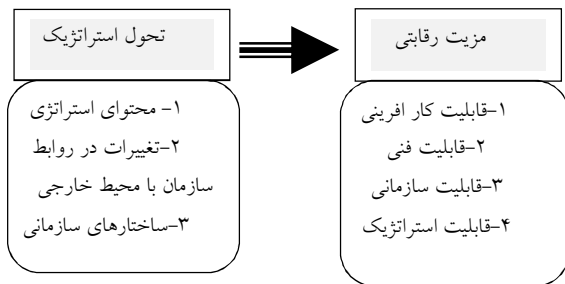 تحول استراتژیک
۱- محتوای استراتژی
۲-تغییرات در روابط
سازمان با محیط خارجی
۳-ساختارهای سازمانی
مزیت رقابتی
۱-قابلیت کار افرینی
۲-قابلیت فنی
۳-قابلیت سازمانی
۴-قابلیت استراتژیک